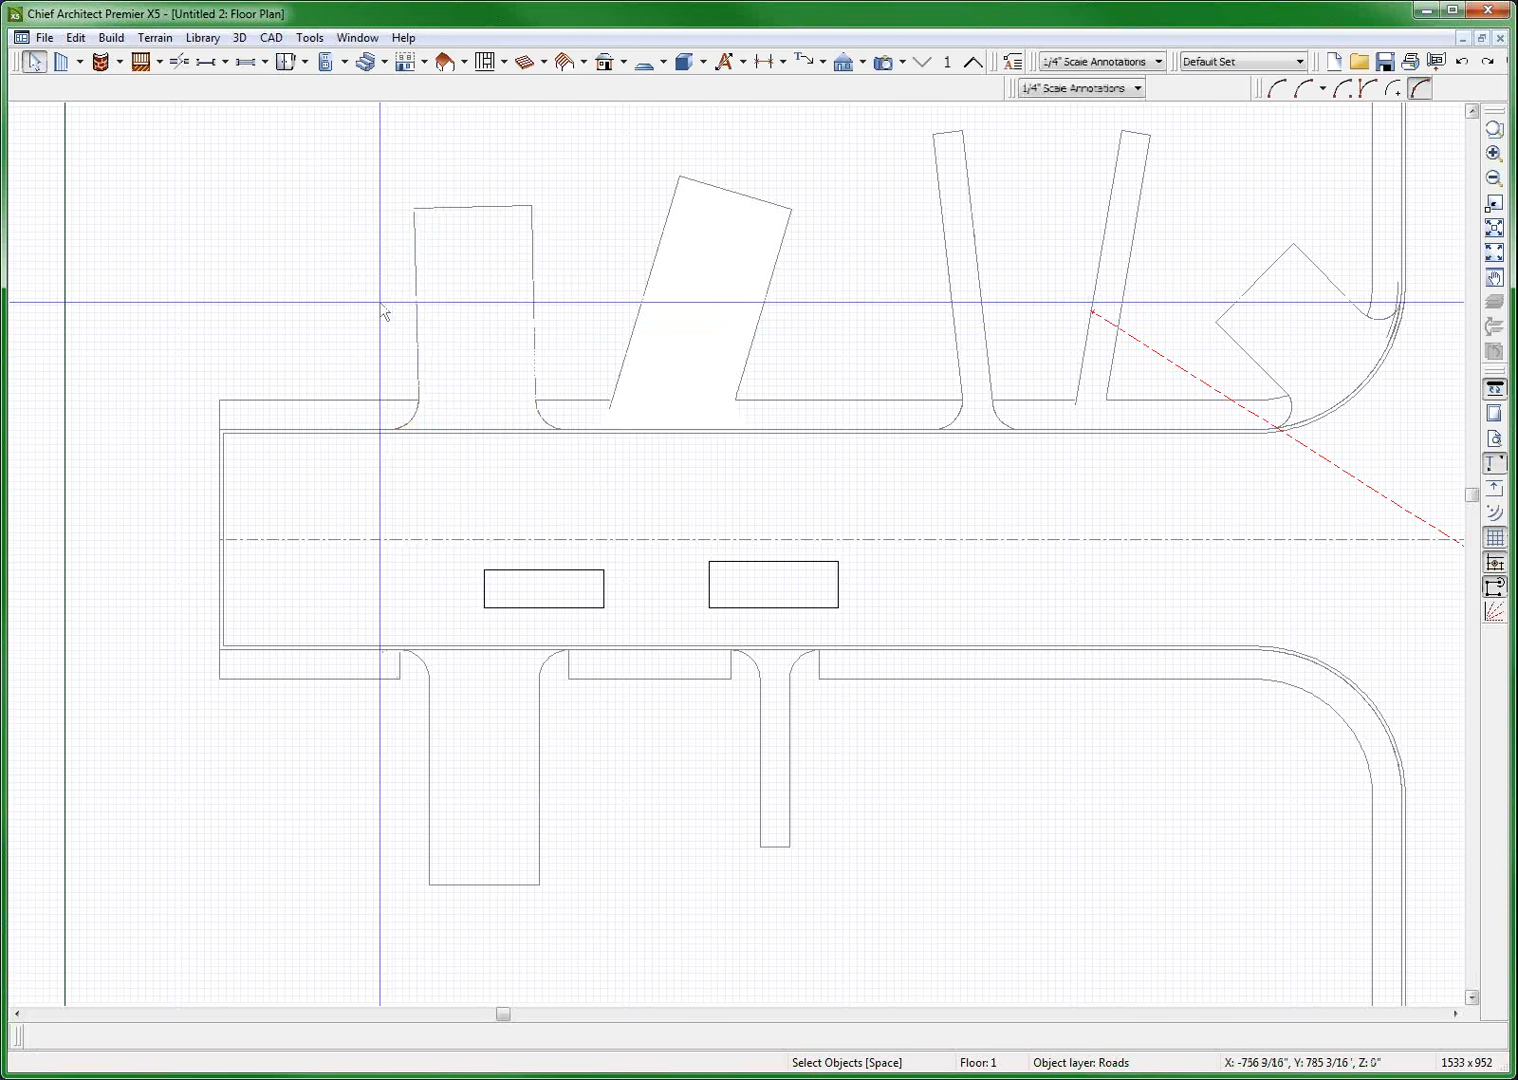 X5 Chief Architect Premier X5 - [Untitled 2: Floor Plan]
File Edit Build Terrain Library 3D CAD Tools Window Help
1 1/4" Scale Annotations Default Set
1/4" Scale Annotations
Select Objects [Space] Floor: 1 Object layer: Roads X: -756 9/16", Y: 785 3/16", Z: 0" 1533 x 952